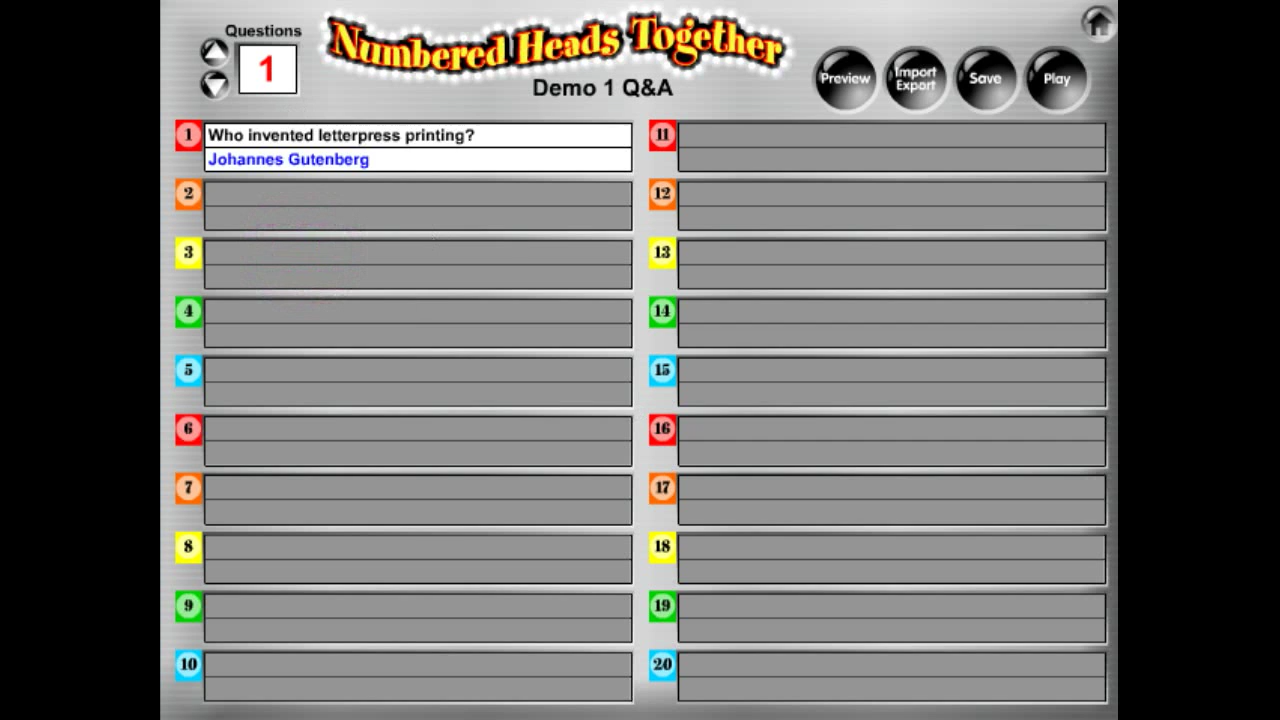 Questions
1
Numbered Heads Together
Demo 1 Q&A
Preview
Import
Export
Save
Play
1
Who invented letterpress printing?
Johannes Gutenberg
2
3
4
5
6
7
8
9
10
11
12
13
14
15
16
17
18
19
20